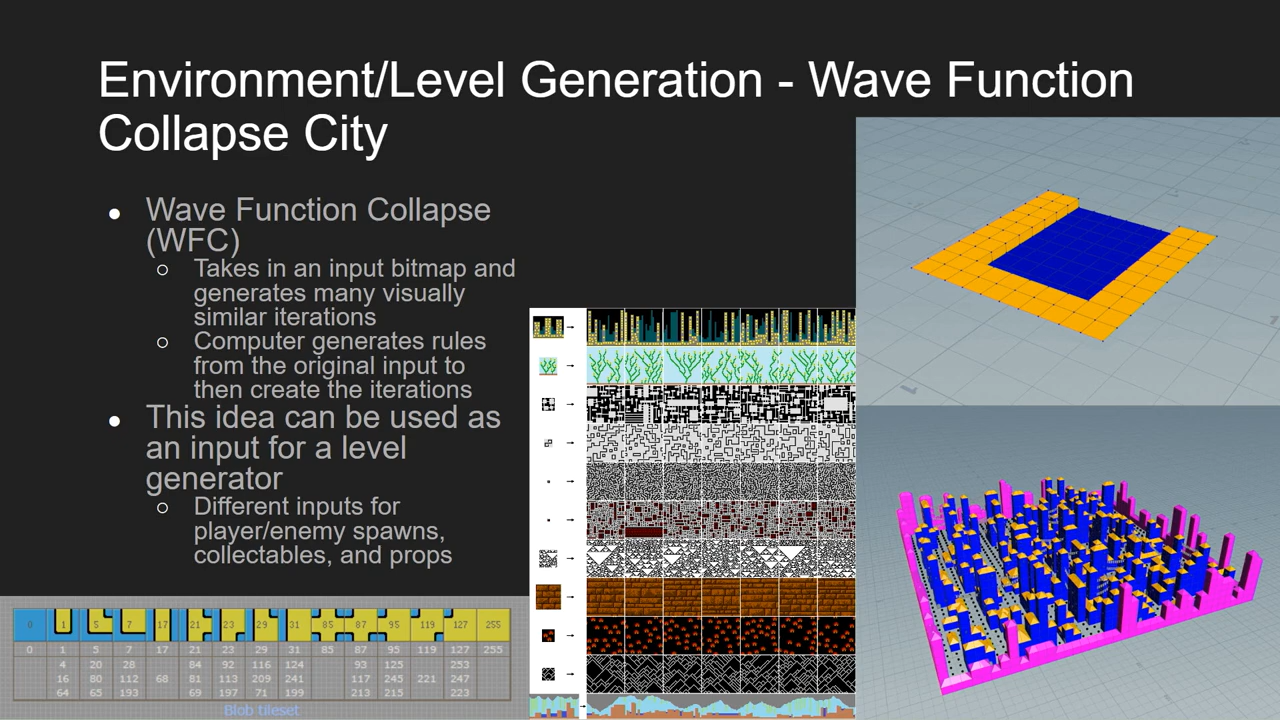 Environment/Level Generation - Wave Function
Collapse City
● Wave Function Collapse
(WFC)
○ Takes in an input bitmap and
generates many visually
similar iterations
○ Computer generates rules
from the original input to
then create the iterations
● This idea can be used as
an input for a level
generator
○ Different inputs for
player/enemy spawns,
collectables, and props
0 1 5 7 17 21 23 29 31 85 87 95 119 127 255
0 1 5 7 17 21 23 29 31 85 87 95 119 127 255
4 20 28 84 92 116 124 93 125 253
16 80 112 68 81 113 209 241 117 245 221 247
64 65 193 69 197 71 199 213 215 223
Blob tileset